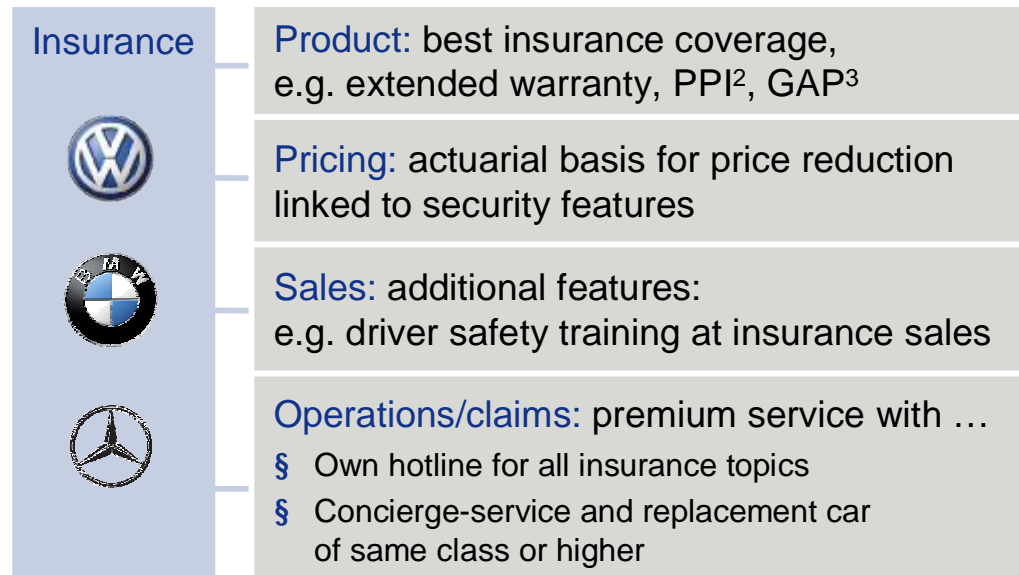 Insurance
Product: best insurance coverage,
e.g. extended warranty, PPI², GAP³
Pricing: actuarial basis for price reduction
linked to security features
BMW
Sales: additional features:
e.g. driver safety training at insurance sales
Operations/claims: premium service with …
§ Own hotline for all insurance topics
§ Concierge-service and replacement car
of same class or higher